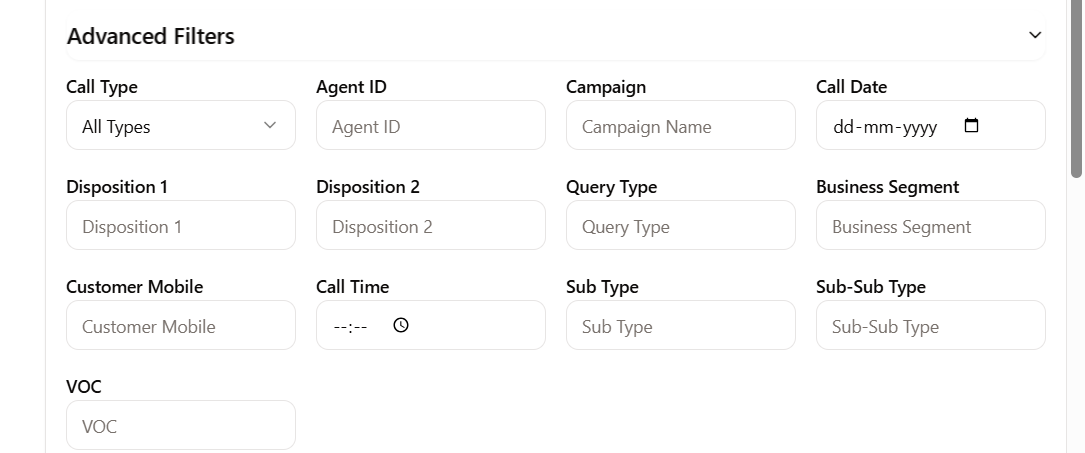 Advanced Filters
Call Type Agent ID Campaign Call Date
All Types Agent ID Campaign Name dd-mm-yyyy
Disposition 1 Disposition 2 Query Type Business Segment
Disposition 1 Disposition 2 Query Type Business Segment
Customer Mobile Call Time Sub Type Sub-Sub Type
Customer Mobile --:-- Sub Type Sub-Sub Type
VOC
VOC